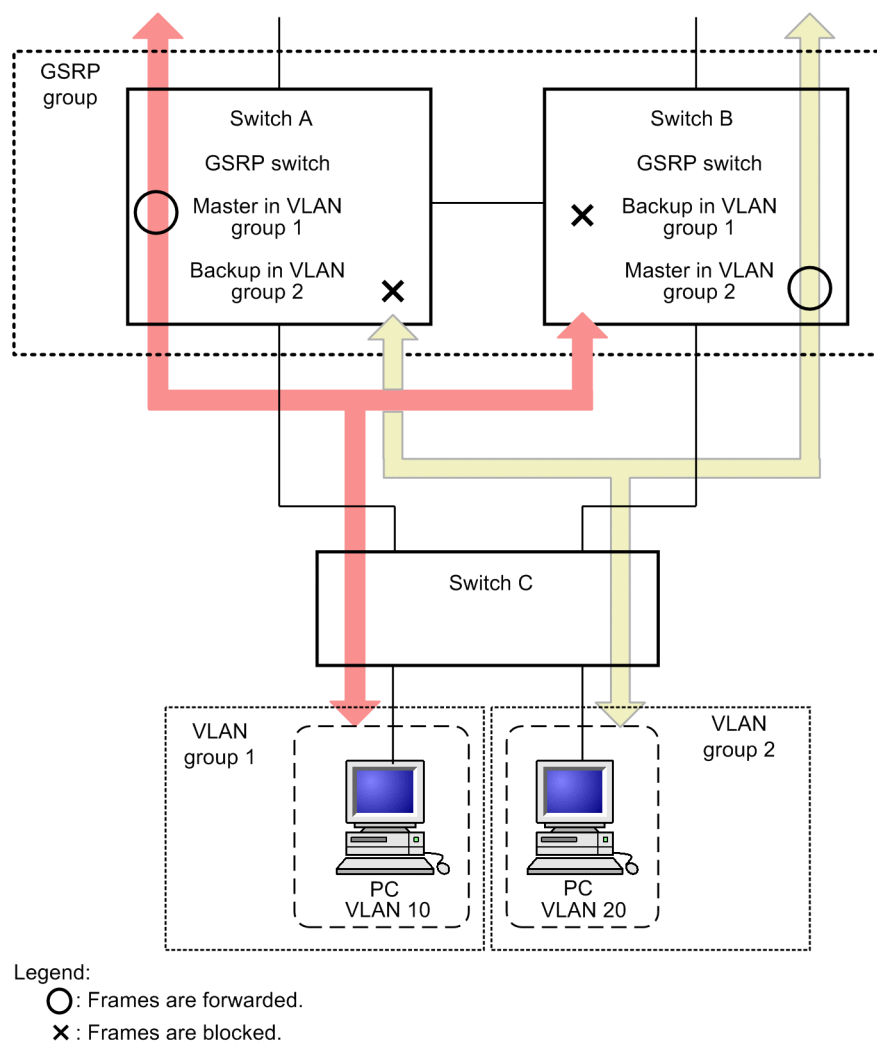 GSRP
group
Switch A
GSRP switch
Master in VLAN
group 1
Backup in VLAN
group 2
Switch B
GSRP switch
Backup in VLAN
group 1
Master in VLAN
group 2
Switch C
VLAN
group 1
PC
VLAN 10
PC
VLAN 20
VLAN
group 2
Legend:
: Frames are forwarded.
: Frames are blocked.